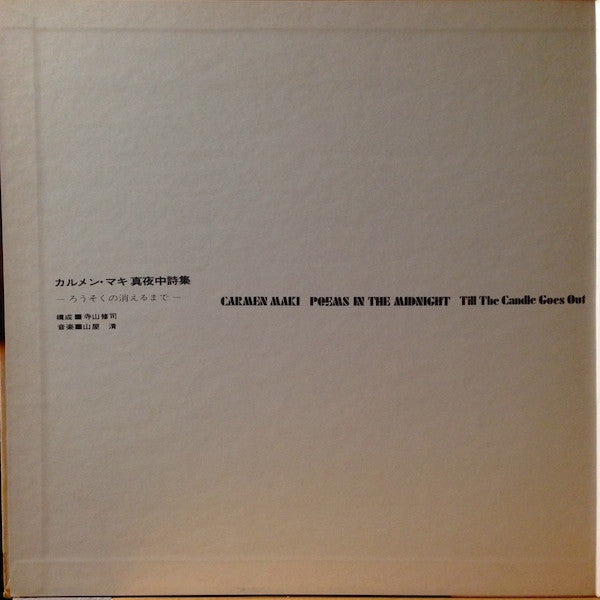 カルメン・マキ 真夜中詩集
— ろうそくの消えるまで —
構成■寺山修司
音楽■山屋 清
CARMEN MAKI POEMS IN THE MIDNIGHT Till The Candle Goes Out